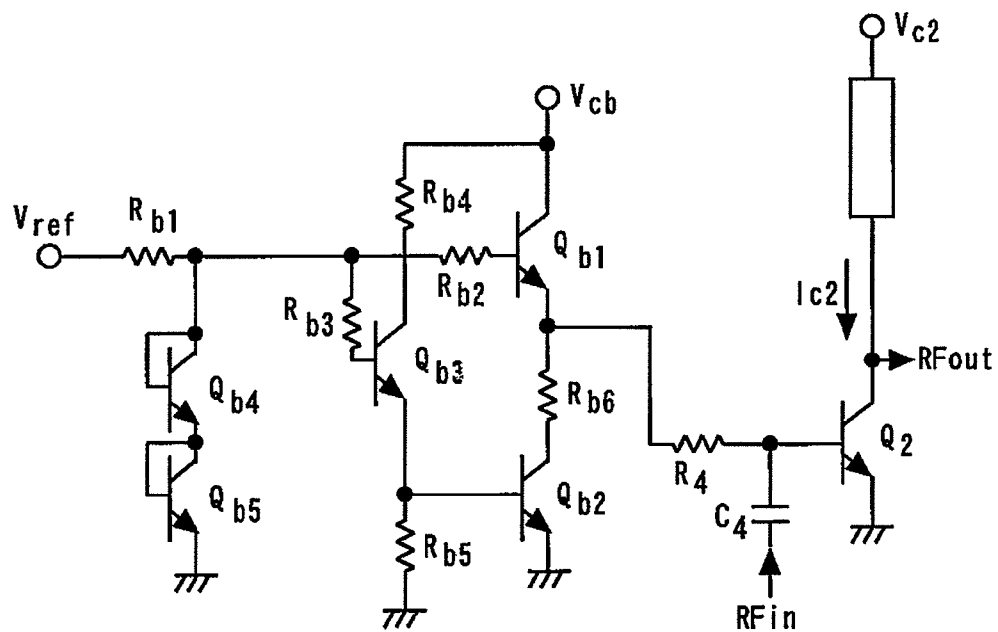 Vc2
Vcb
Rb4
Rb1
Vref
Qb1
Rb2
Ic2
Rb3
Qb3
RFout
Qb4
Rb6
Q2
R4
Qb5
Qb2
C4
Rb5
RFin